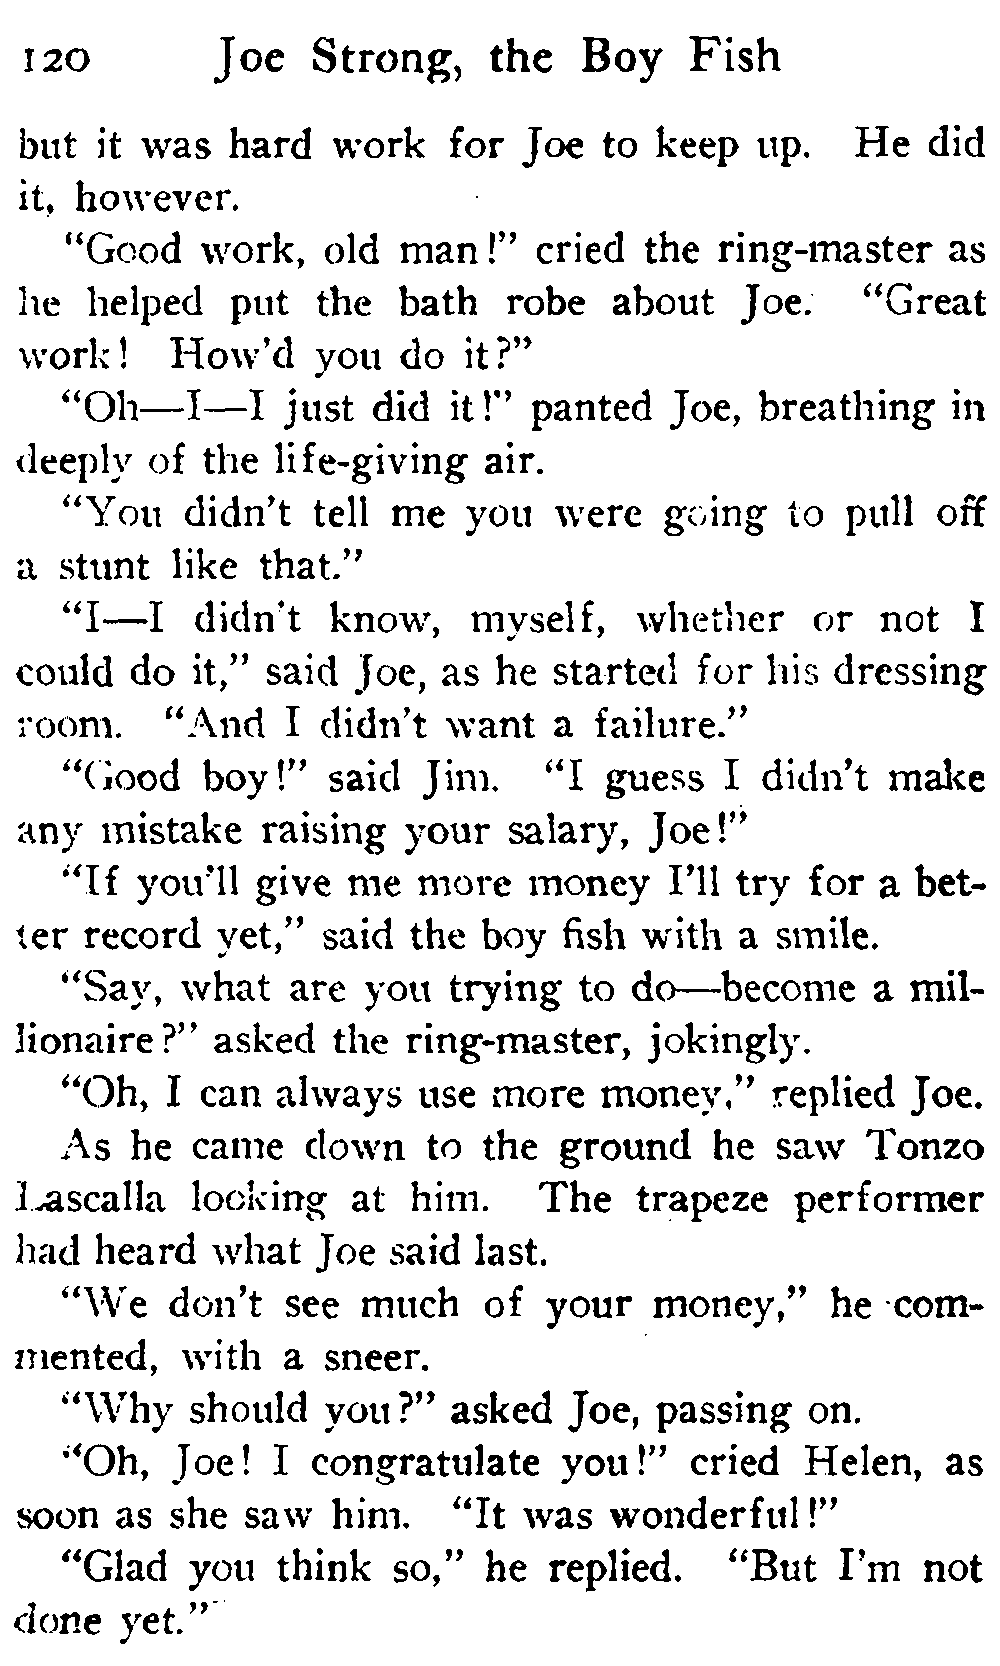 120 Joe Strong, the Boy Fish
but it was hard work for Joe to keep up. He did
it, however.
“Good work, old man!” cried the ring-master as
he helped put the bath robe about Joe. “Great
work! How’d you do it?”
“Oh—I—I just did it!” panted Joe, breathing in
deeply of the life-giving air.
“You didn’t tell me you were going to pull off
a stunt like that.”
“I—I didn’t know, myself, whether or not I
could do it,” said Joe, as he started for his dressing
room. “And I didn’t want a failure.”
“Good boy!” said Jim. “I guess I didn’t make
any mistake raising your salary, Joe!”
“If you’ll give me more money I’ll try for a bet-
ter record yet,” said the boy fish with a smile.
“Say, what are you trying to do—become a mil-
lionaire?” asked the ring-master, jokingly.
“Oh, I can always use more money,” replied Joe.
As he came down to the ground he saw Tonzo
Lascalla looking at him. The trapeze performer
had heard what Joe said last.
“We don’t see much of your money,” he com-
mented, with a sneer.
“Why should you?” asked Joe, passing on.
“Oh, Joe! I congratulate you!” cried Helen, as
soon as she saw him. “It was wonderful!”
“Glad you think so,” he replied. “But I’m not
done yet.”